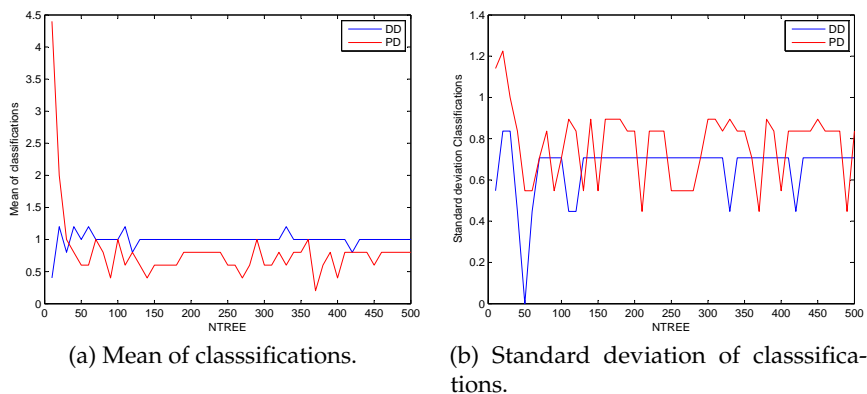 4.5
4
3.5
3
2.5
2
1.5
1
0.5
0
Mean of classifications
0 50 100 150 200 250 300 350 400 450 500
NTREE
DD
PD
(a) Mean of classsifications.
1.4
1.2
1
0.8
0.6
0.4
0.2
0
Standard deviation Classifications
0 50 100 150 200 250 300 350 400 450 500
NTREE
DD
PD
(b) Standard deviation of classsifica-
tions.